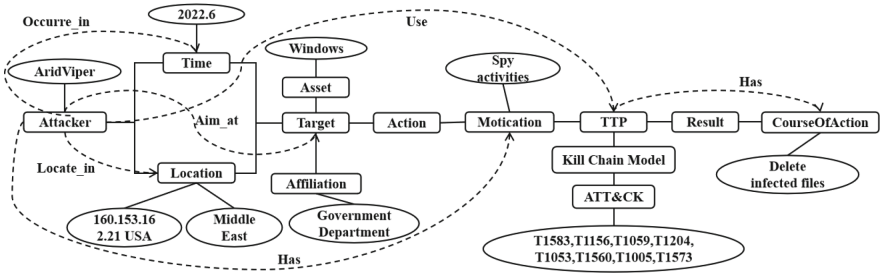 2022.6
Occurre_in
Use
Time
Windows
Spy
activities
AridViper
Asset
Has
Attacker
Aim_at
Target
Action
Motication
TTP
Result
CourseOfAction
Locate_in
Location
Kill Chain Model
Delete
infected files
Affiliation
ATT&CK
160.153.16
2.21 USA
Middle
East
Government
Department
Has
T1583,T1156,T1059,T1204,
T1053,T1560,T1005,T1573